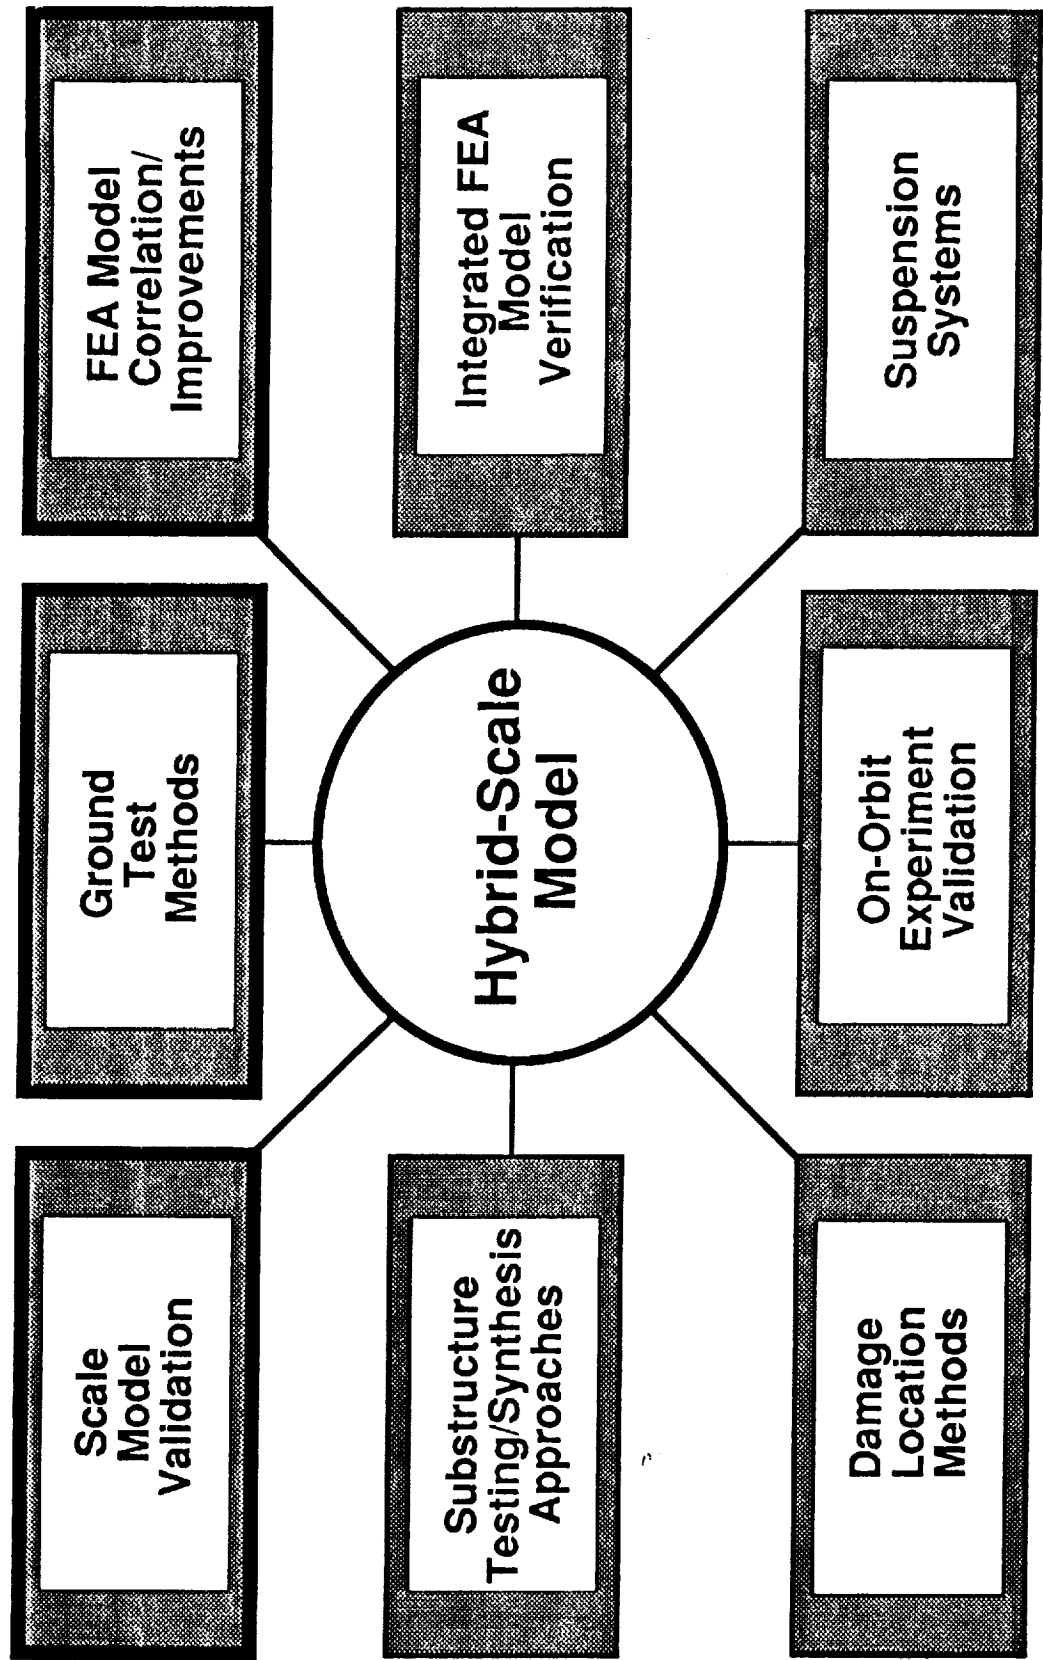 Scale
Model
Validation
Ground
Test
Methods
FEA Model
Correlation/
Improvements
Substructure
Testing/Synthesis
Approaches
Hybrid-Scale
Model
Integrated FEA
Model
Verification
Damage
Location
Methods
On-Orbit
Experiment
Validation
Suspension
Systems